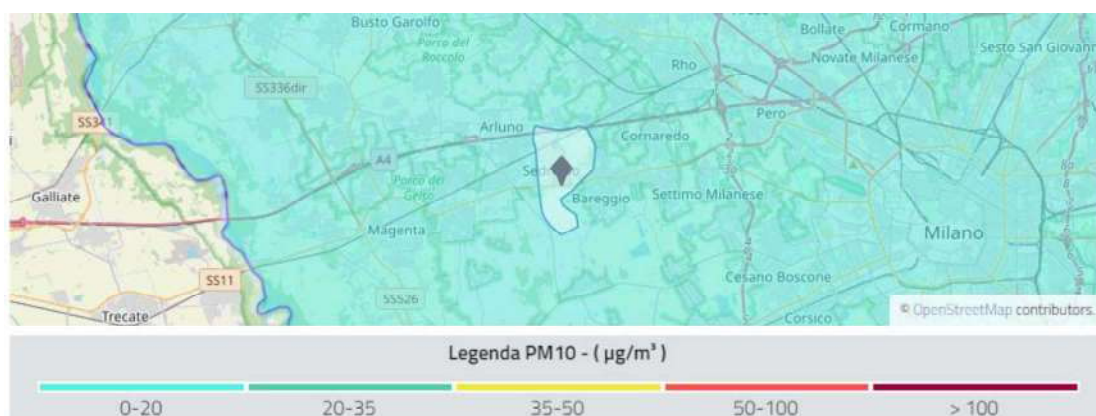 Busto Garolfo
Bollate
Cormano
Parco del
Roccolo
Sesto San Giovanni
Rho
Novate Milanese
SS336dir
SS341
Pero
Arluno
Cornaredo
A4
Galliate
Parco del
Gelso
Bareggio
Settimo Milanese
Magenta
Milano
SS11
Cesano Boscone
SS526
Trecate
Corsico
© OpenStreetMap contributors.
Legenda PM10 - ( µg/m³ )
0-20 20-35 35-50 50-100 > 100